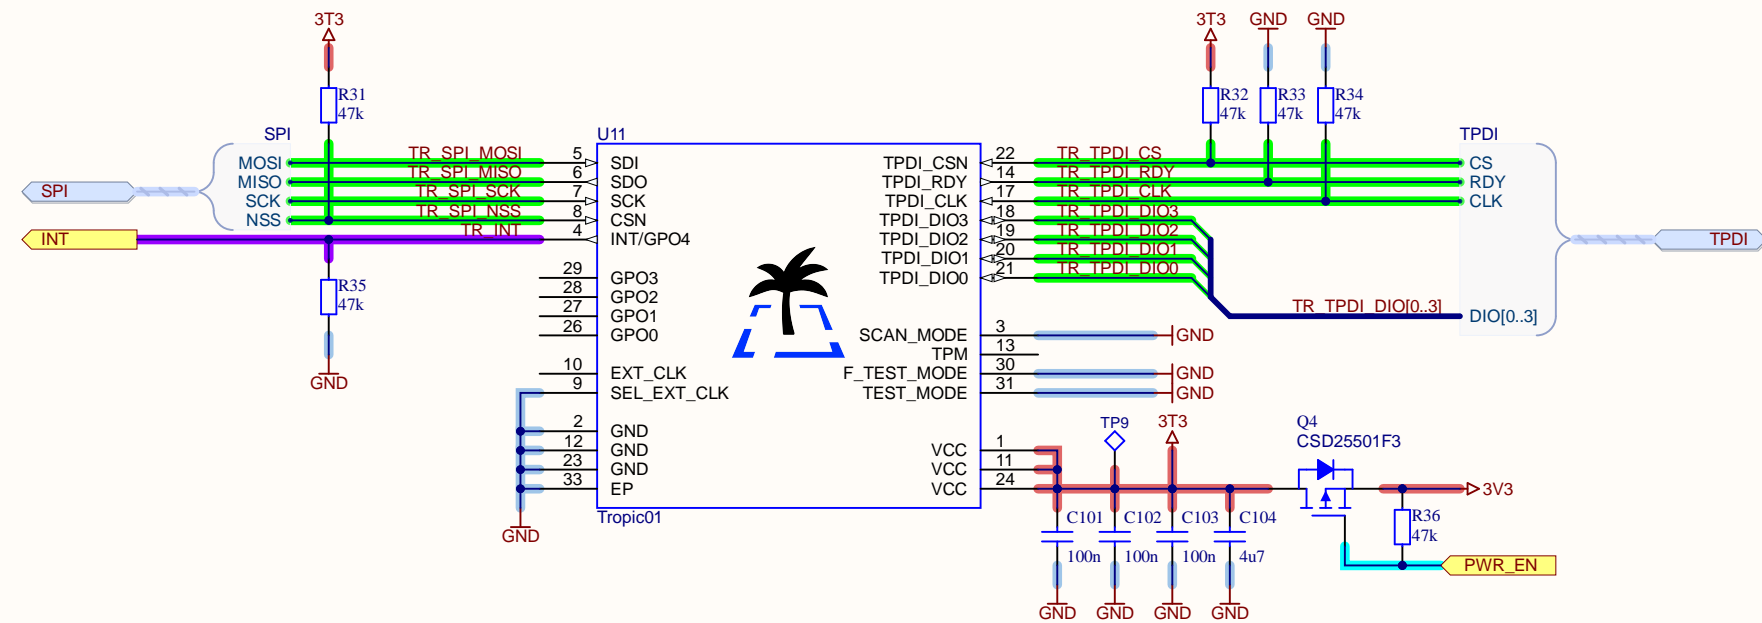 3T3
R31
47k
SPI
MOSI
MISO
SCK
NSS
SPI
INT
TR_SPI_MOSI
TR_SPI_MISO
TR_SPI_SCK
TR_SPI_NSS
TR_INT
R35
47k
GND
U11
5 SDI
6 SDO
7 SCK
8 CSN
4 INT/GPO4
29 GPO3
28 GPO2
27 GPO1
26 GPO0
10 EXT_CLK
9 SEL_EXT_CLK
2 GND
12 GND
23 GND
33 EP
GND
Tropic01
TPDI_CSN 22 TR_TPDI_CS
TPDI_RDY 14 TR_TPDI_RDY
TPDI_CLK 17 TR_TPDI_CLK
TPDI_DIO3 18 TR_TPDI_DIO3
TPDI_DIO2 19 TR_TPDI_DIO2
TPDI_DIO1 20 TR_TPDI_DIO1
TPDI_DIO0 21 TR_TPDI_DIO0
SCAN_MODE 3 GND
TPM 13
F_TEST_MODE 30 GND
TEST_MODE 31 GND
VCC 1
VCC 11
VCC 24
3T3 GND GND
R32 R33 R34
47k 47k 47k
TPDI
CS
RDY
CLK
TR_TPDI_DIO[0..3] DIO[0..3]
TPDI
TP9 3T3
Q4
CSD25501F3
3V3
C101 C102 C103 C104
100n 100n 100n 4u7
GND GND GND GND
R36
47k
PWR_EN